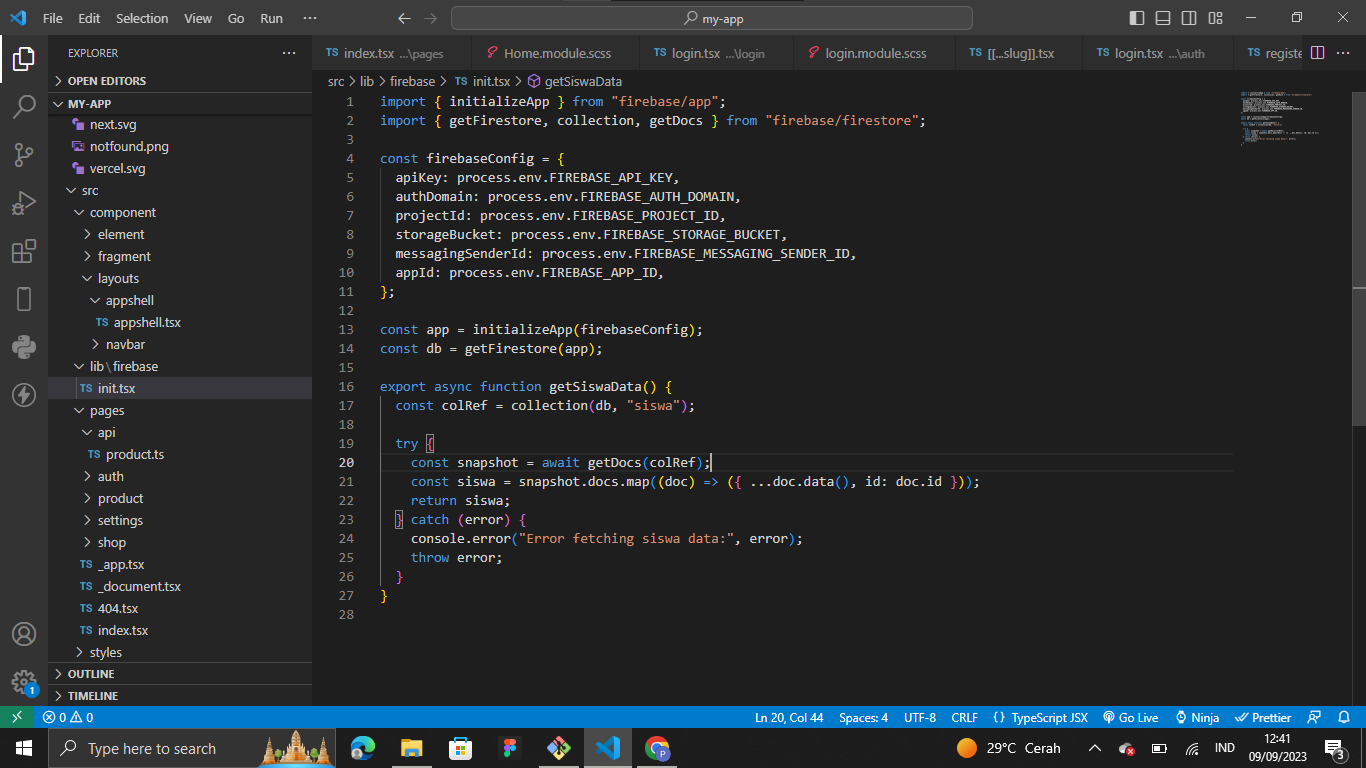 File Edit Selection View Go Run ··· my-app
EXPLORER ···
OPEN EDITORS
MY-APP
next.svg
notfound.png
vercel.svg
src
component
element
fragment
layouts
appshell
TS appshell.tsx
navbar
lib\firebase
TS init.tsx
pages
api
TS product.ts
auth
product
settings
shop
TS _app.tsx
TS _document.tsx
TS 404.tsx
TS index.tsx
styles
OUTLINE
TIMELINE
1
TS index.tsx ...\pages Home.module.scss TS login.tsx ...\login login.module.scss TS [[...slug]].tsx TS login.tsx ...\auth TS registe ···
src > lib > firebase > TS init.tsx > getSiswaData
1 import { initializeApp } from "firebase/app";
2 import { getFirestore, collection, getDocs } from "firebase/firestore";
3
4 const firebaseConfig = {
5 apiKey: process.env.FIREBASE_API_KEY,
6 authDomain: process.env.FIREBASE_AUTH_DOMAIN,
7 projectId: process.env.FIREBASE_PROJECT_ID,
8 storageBucket: process.env.FIREBASE_STORAGE_BUCKET,
9 messagingSenderId: process.env.FIREBASE_MESSAGING_SENDER_ID,
10 appId: process.env.FIREBASE_APP_ID,
11 };
12
13 const app = initializeApp(firebaseConfig);
14 const db = getFirestore(app);
15
16 export async function getSiswaData() {
17 const colRef = collection(db, "siswa");
18
19 try {
20 const snapshot = await getDocs(colRef);
21 const siswa = snapshot.docs.map((doc) => ({ ...doc.data(), id: doc.id }));
22 return siswa;
23 } catch (error) {
24 console.error("Error fetching siswa data:", error);
25 throw error;
26 }
27 }
28
0 0 Ln 20, Col 44 Spaces: 4 UTF-8 CRLF {} TypeScript JSX Go Live Ninja Prettier
Type here to search P 29°C Cerah IND 12:41
09/09/2023 3